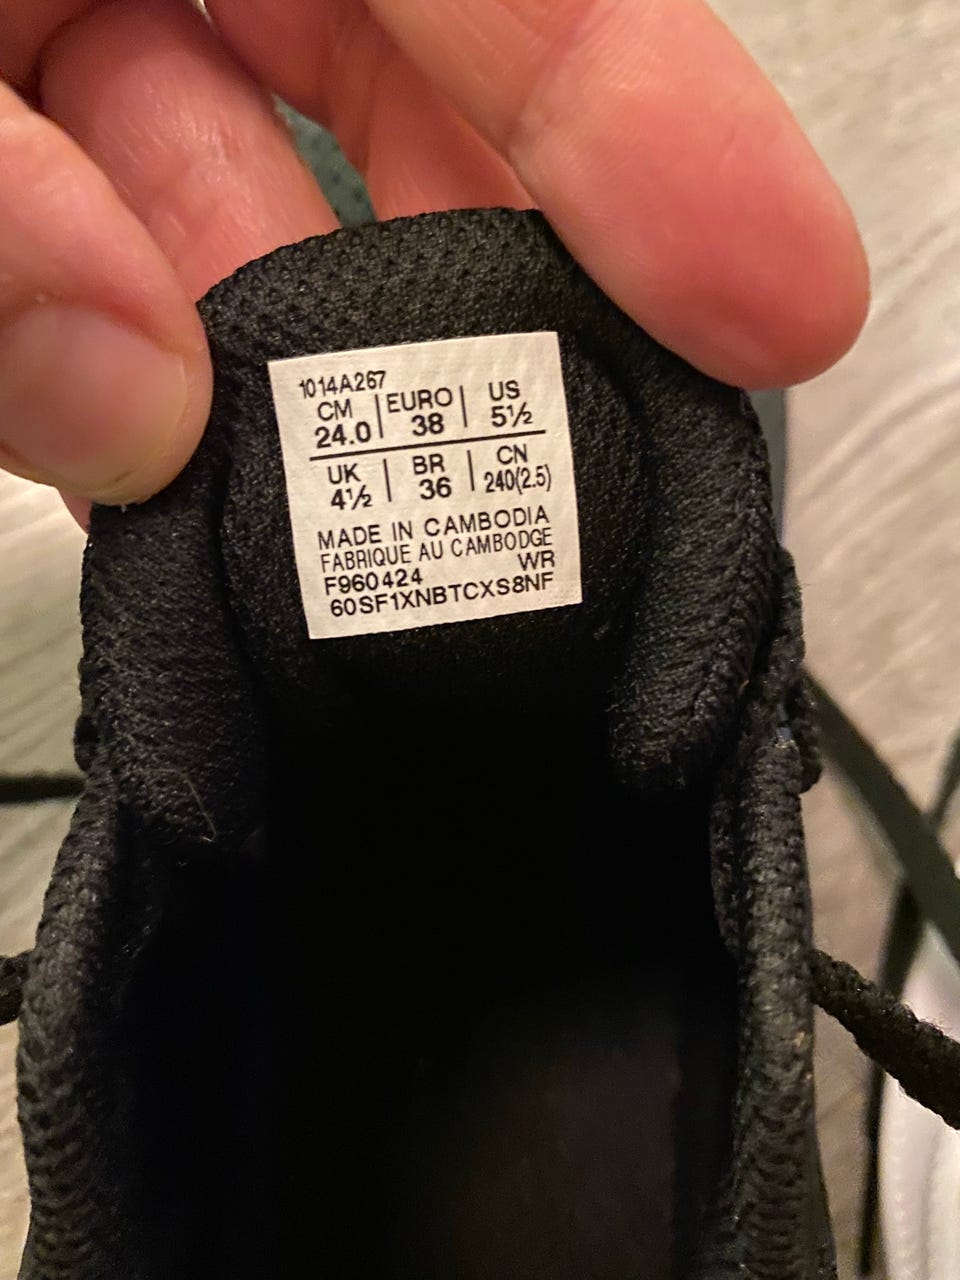 1014A267
CM | EURO | US
24.0 | 38 | 5½
UK | BR | CN
4½ | 36 | 240(2.5)
MADE IN CAMBODIA
FABRIQUE AU CAMBODGE
F960424 WR
60SF1XNBTCXS8NF